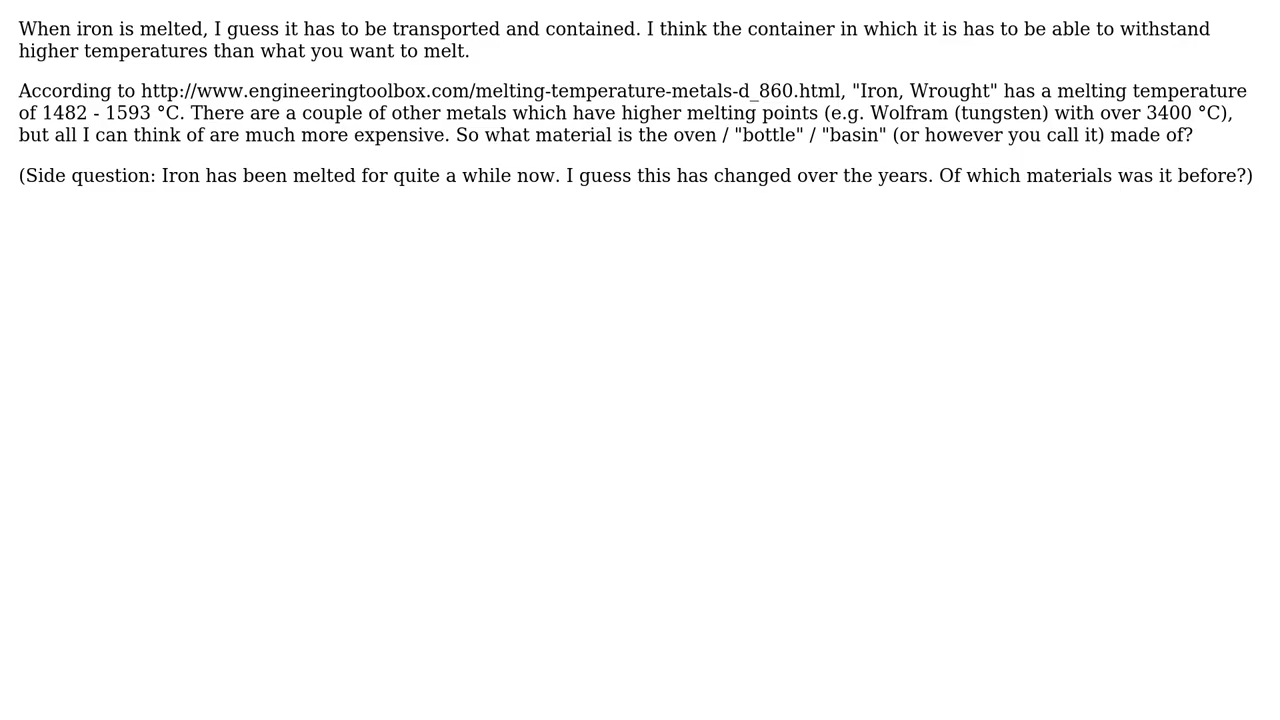 When iron is melted, I guess it has to be transported and contained. I think the container in which it is has to be able to withstand
higher temperatures than what you want to melt.
According to http://www.engineeringtoolbox.com/melting-temperature-metals-d_860.html, "Iron, Wrought" has a melting temperature
of 1482 - 1593 °C. There are a couple of other metals which have higher melting points (e.g. Wolfram (tungsten) with over 3400 °C),
but all I can think of are much more expensive. So what material is the oven / "bottle" / "basin" (or however you call it) made of?
(Side question: Iron has been melted for quite a while now. I guess this has changed over the years. Of which materials was it before?)